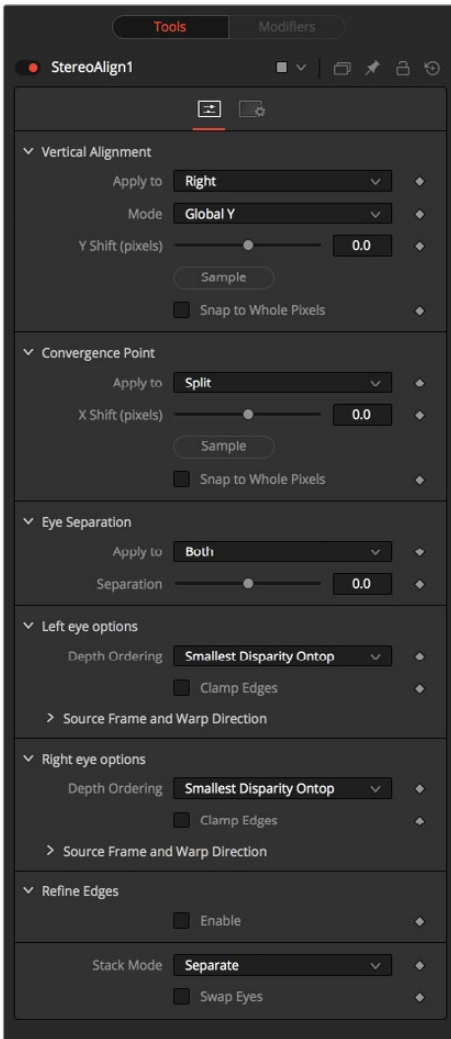 Tools Modifiers
StereoAlign1
Vertical Alignment
Apply to Right
Mode Global Y
Y Shift (pixels) 0.0
Sample
Snap to Whole Pixels
Convergence Point
Apply to Split
X Shift (pixels) 0.0
Sample
Snap to Whole Pixels
Eye Separation
Apply to Both
Separation 0.0
Left eye options
Depth Ordering Smallest Disparity Ontop
Clamp Edges
Source Frame and Warp Direction
Right eye options
Depth Ordering Smallest Disparity Ontop
Clamp Edges
Source Frame and Warp Direction
Refine Edges
Enable
Stack Mode Separate
Swap Eyes